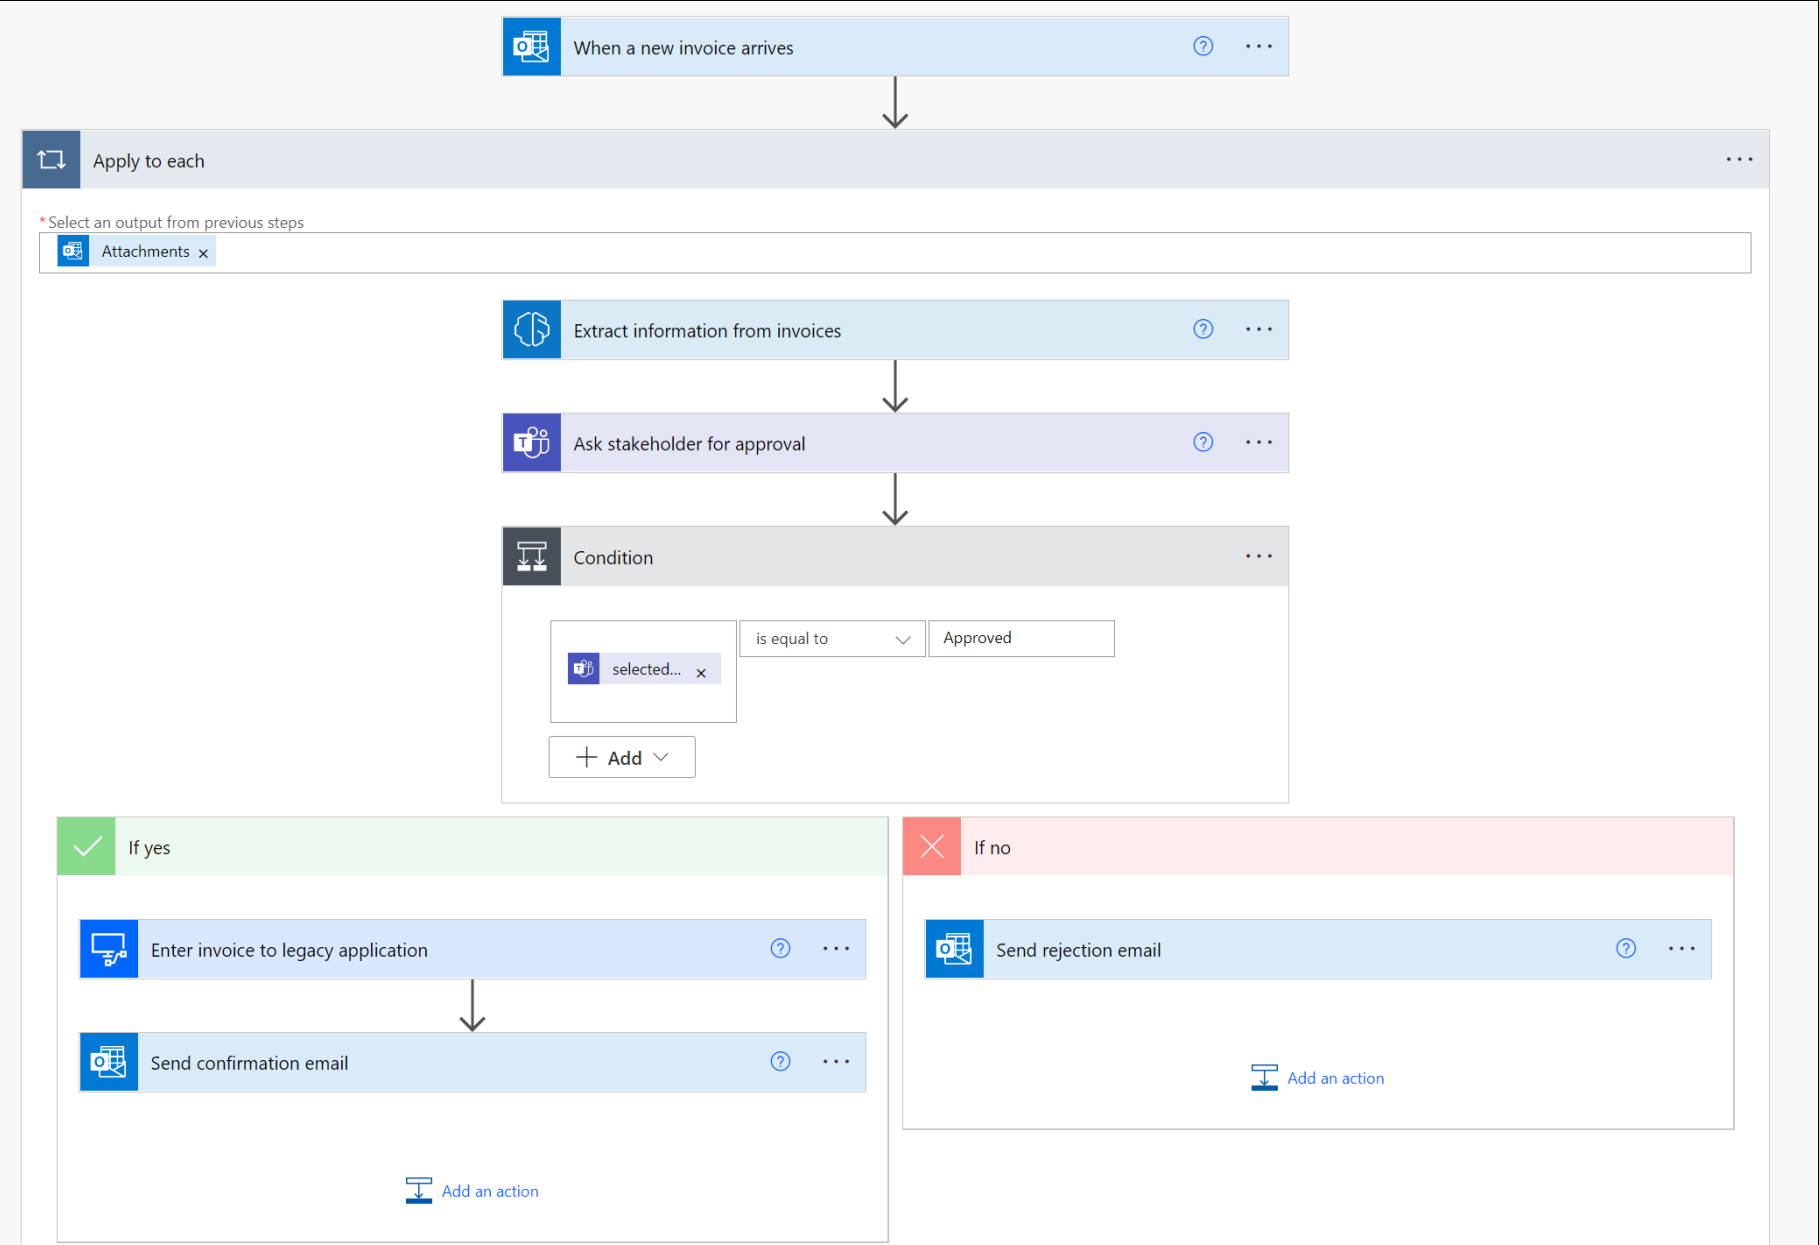 When a new invoice arrives
Apply to each
* Select an output from previous steps
Attachments
Extract information from invoices
Ask stakeholder for approval
Condition
selected...
is equal to
Approved
Add
If yes
Enter invoice to legacy application
Send confirmation email
Add an action
If no
Send rejection email
Add an action